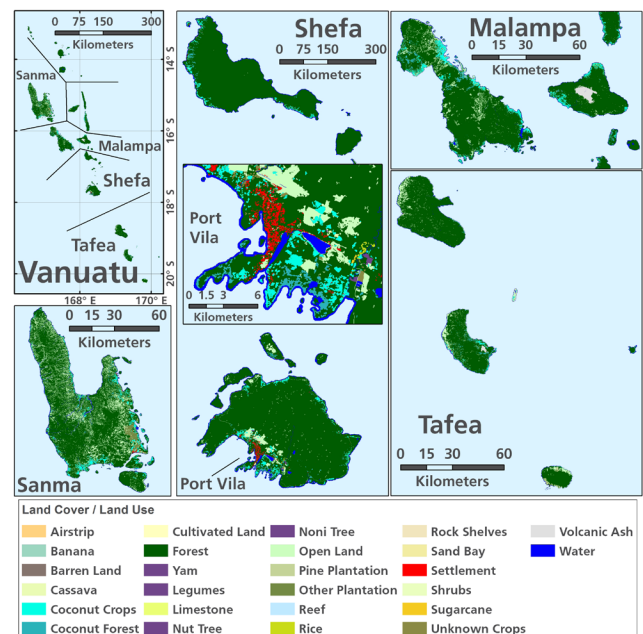 0 75 150 300
Kilometers
Sanma
Malampa
Shefa
Tafea
Vanuatu
14° S
16° S
18° S
20° S
168° E
170° E
Shefa
0 75 150 300
Kilometers
Malampa
0 15 30 60
Kilometers
Port
Vila
0 1.5 3 6
Kilometers
0 15 30 60
Kilometers
Sanma
Port Vila
Tafea
0 15 30 60
Kilometers
Land Cover / Land Use
Airstrip
Banana
Barren Land
Cassava
Coconut Crops
Coconut Forest
Cultivated Land
Forest
Yam
Legumes
Limestone
Nut Tree
Noni Tree
Open Land
Pine Plantation
Other Plantation
Reef
Rice
Rock Shelves
Sand Bay
Settlement
Shrubs
Sugarcane
Unknown Crops
Volcanic Ash
Water